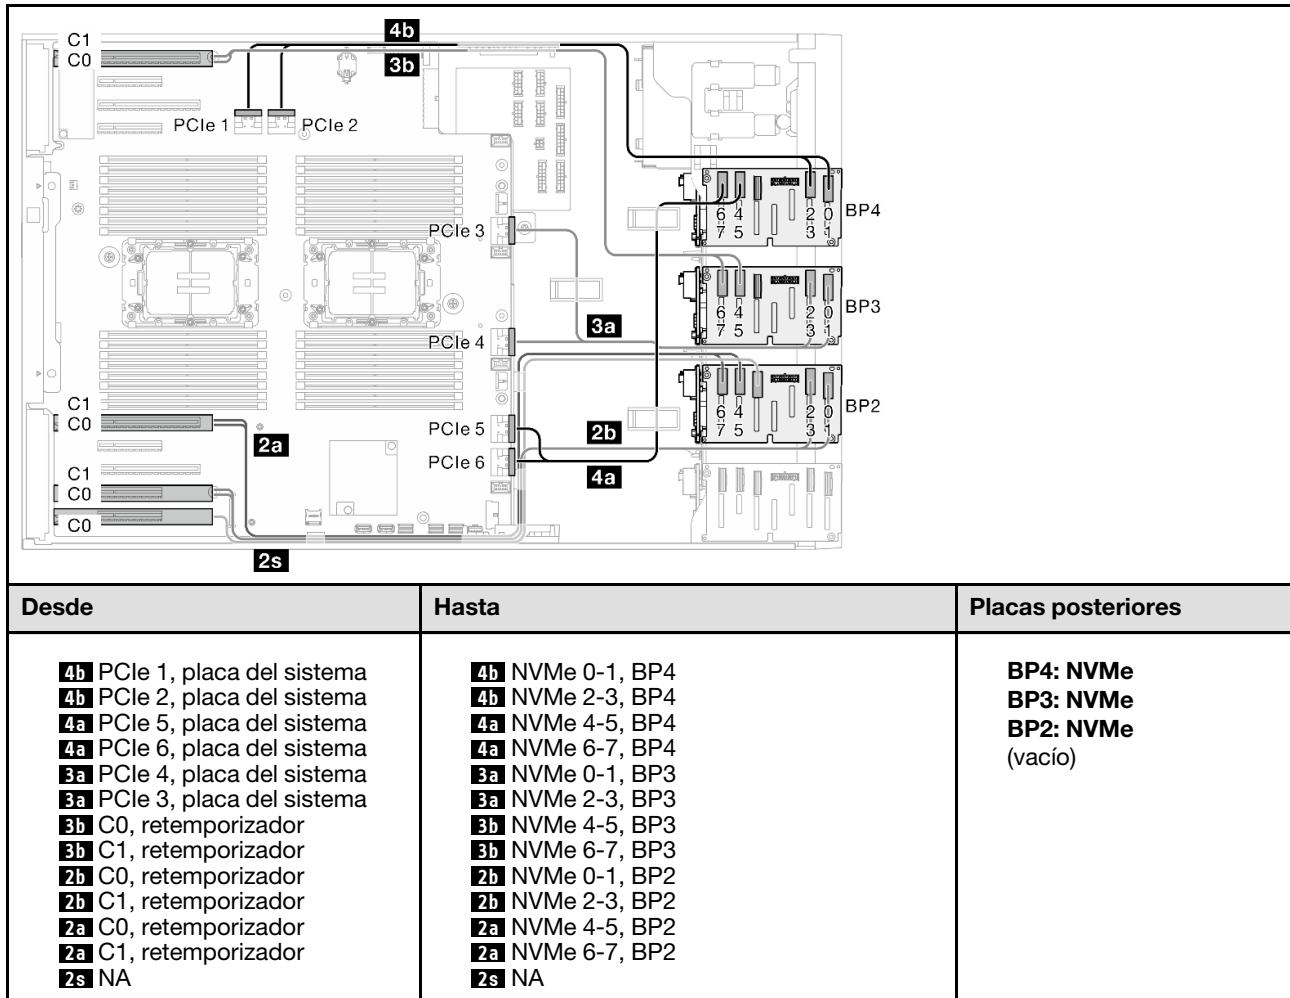 4b
C1
C0
3b
PCIe 1
PCIe 2
PCIe 3
6 4 2 0
7 5 3 1
BP4
6 4 2 0
7 5 3 1
BP3
3a
PCIe 4
6 4 2 0
7 5 3 1
BP2
C1
C0
2a
PCIe 5
2b
PCIe 6
4a
C1
C0
C0
2s
Desde
Hasta
Placas posteriores
4b PCIe 1, placa del sistema
4b PCIe 2, placa del sistema
4a PCIe 5, placa del sistema
4a PCIe 6, placa del sistema
3a PCIe 4, placa del sistema
3a PCIe 3, placa del sistema
3b C0, retemporizador
3b C1, retemporizador
2b C0, retemporizador
2b C1, retemporizador
2a C0, retemporizador
2a C1, retemporizador
2s NA
4b NVMe 0-1, BP4
4b NVMe 2-3, BP4
4a NVMe 4-5, BP4
4a NVMe 6-7, BP4
3a NVMe 0-1, BP3
3a NVMe 2-3, BP3
3b NVMe 4-5, BP3
3b NVMe 6-7, BP3
2b NVMe 0-1, BP2
2b NVMe 2-3, BP2
2a NVMe 4-5, BP2
2a NVMe 6-7, BP2
2s NA
BP4: NVMe
BP3: NVMe
BP2: NVMe
(vacío)